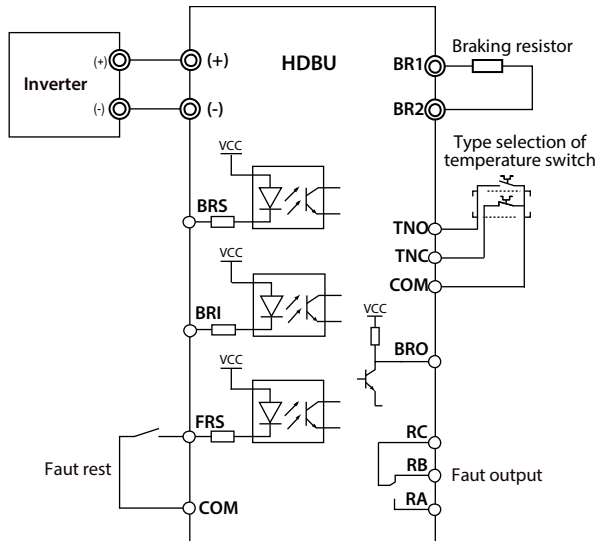 Inverter
(+)
(-)
(+)
(-)
HDBU
BR1
BR2
Braking resistor
Type selection of
temperature switch
VCC
BRS
TNO
TNC
COM
VCC
BRI
VCC
BRO
VCC
FRS
Faut rest
COM
RC
RB
RA
Faut output